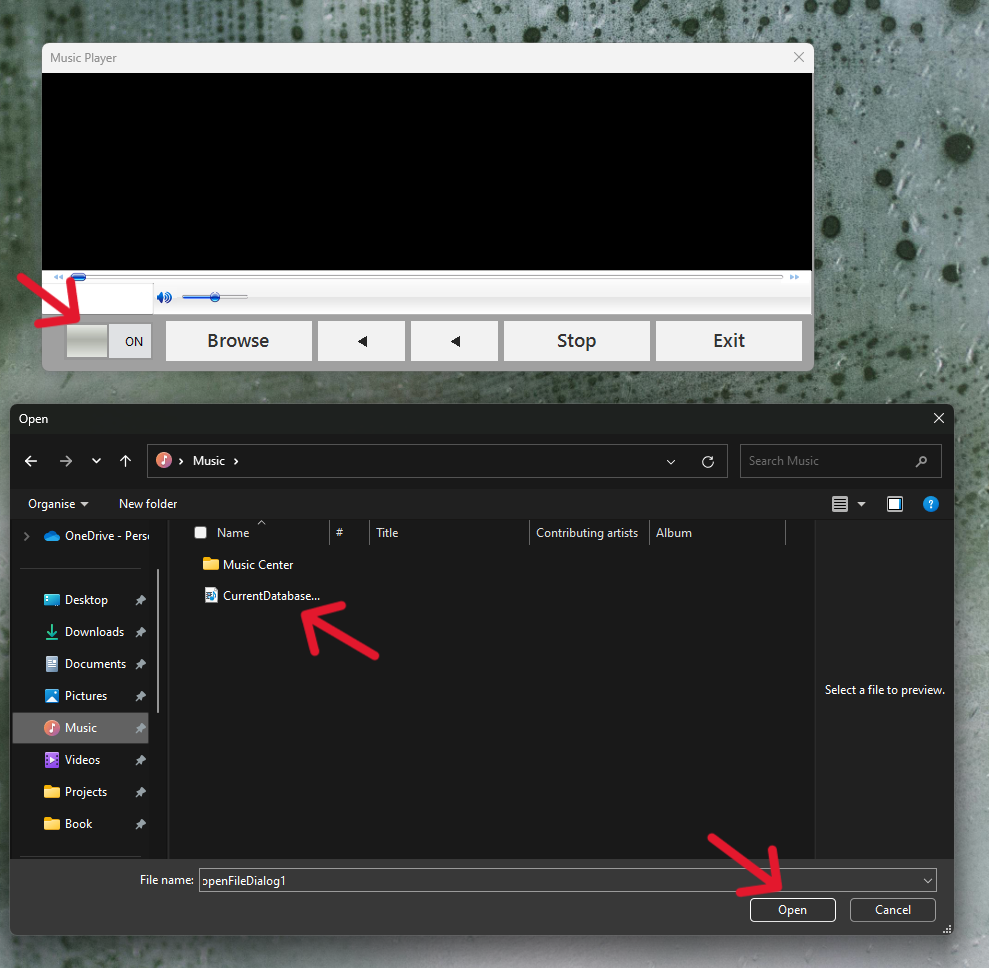 Music Player
ON
Browse
Stop
Exit
Open
Music
Search Music
Organise
New folder
OneDrive - Perso
Name
#
Title
Contributing artists
Album
Music Center
CurrentDatabase...
Desktop
Downloads
Documents
Pictures
Music
Videos
Projects
Book
Select a file to preview.
File name:
openFileDialog1
Open
Cancel